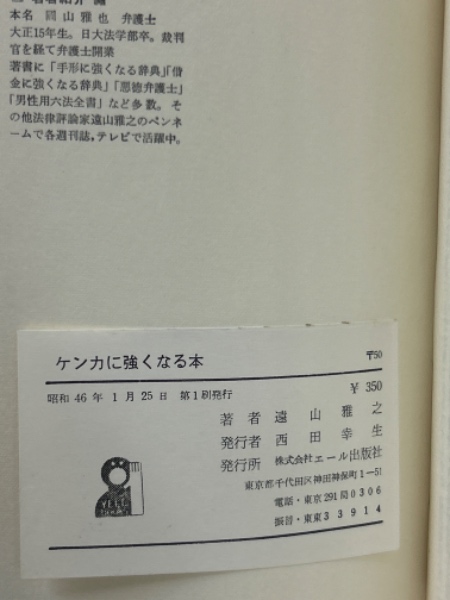 本名 岡山雅也 弁護士
大正15年生。日大法学部卒。裁判
官を経て弁護士開業
著書に「手形に強くなる辞典」「借
金に強くなる辞典」「悪徳弁護士」
「男性用六法全書」など多数。そ
の他法律評論家遠山雅之のペンネ
ームで各週刊誌，テレビで活躍中。
ケンカに強くなる本
〒50
昭和 46 年 1 月 25 日 第1刷発行
¥ 350
著者 遠山雅之
発行者 西田幸生
発行所 株式会社エール出版社
東京都千代田区神田神保町1−51
電話・東京291局0306
振替・東京33914
YELL